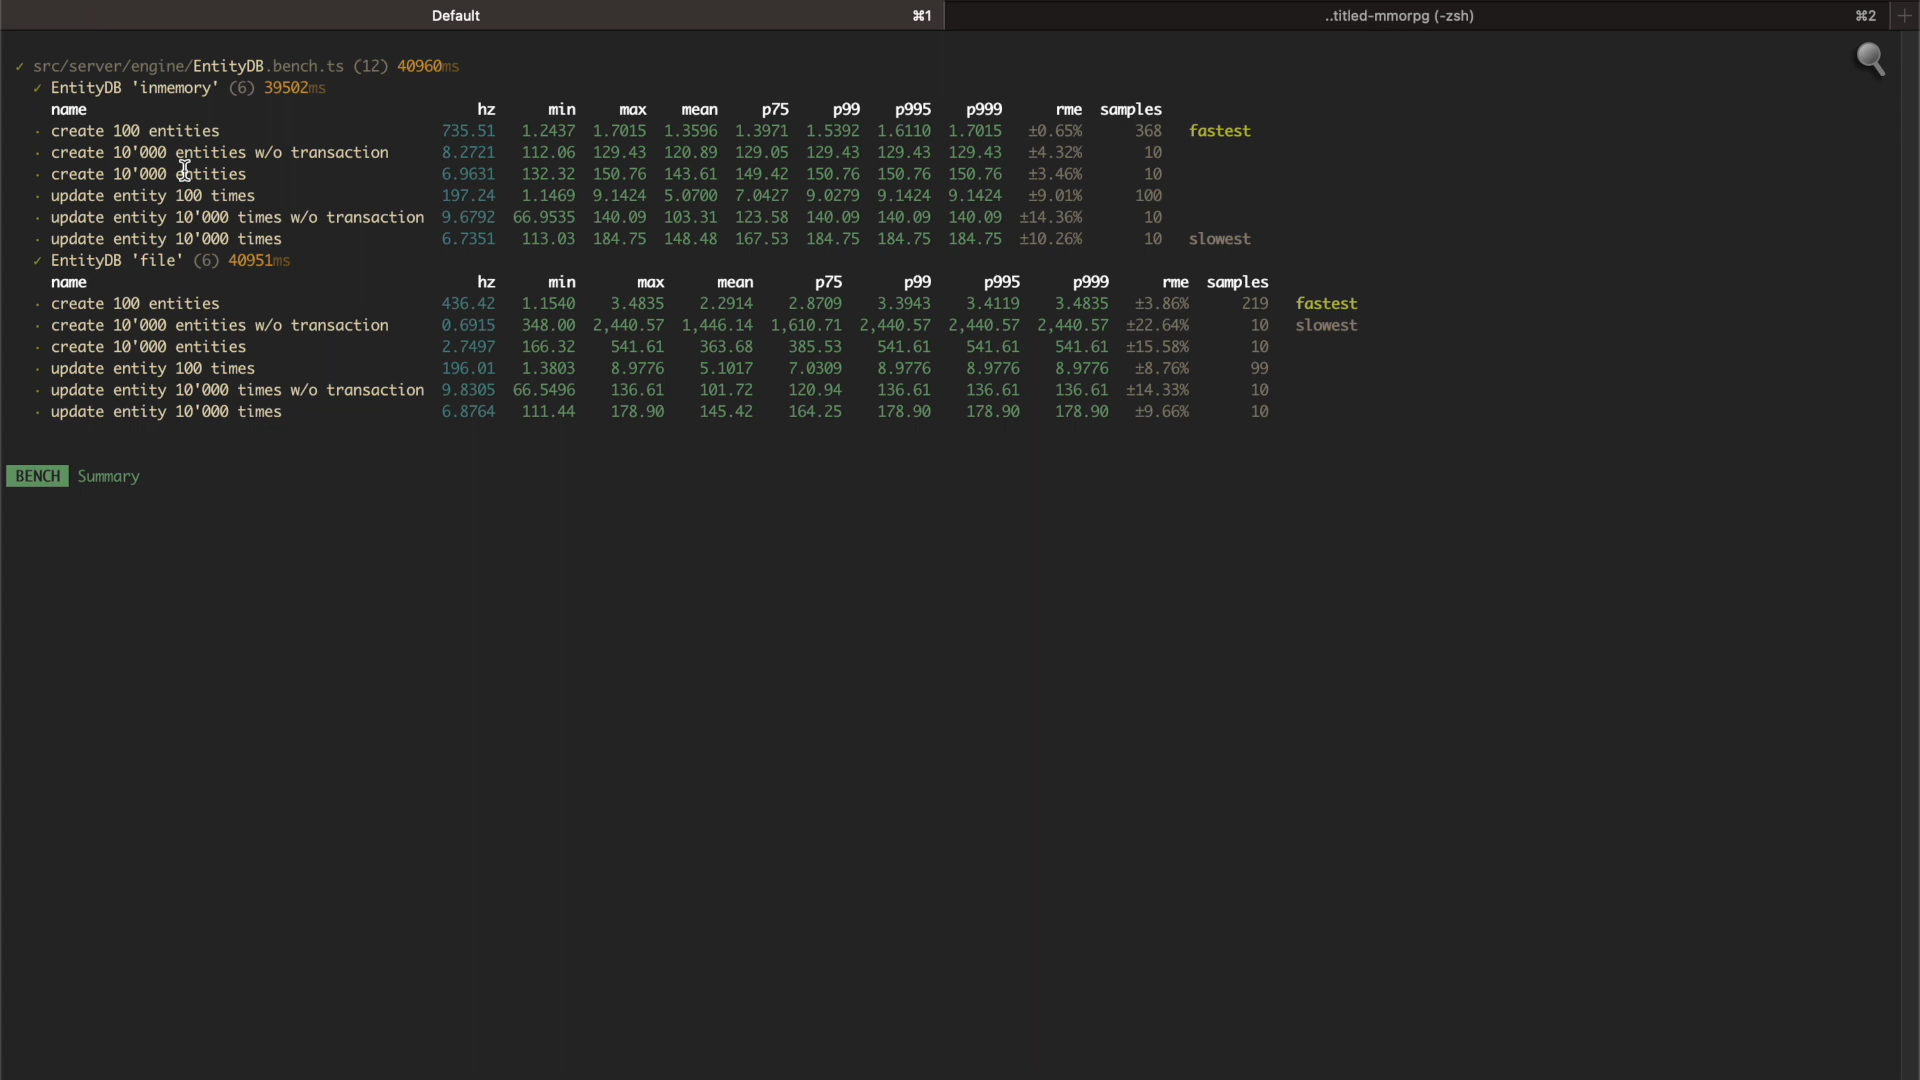 Default ⌘1 ..titled-mmorpg (-zsh) ⌘2 +
✓ src/server/engine/EntityDB.bench.ts (12) 40960ms
✓ EntityDB 'inmemory' (6) 39502ms
name hz min max mean p75 p99 p995 p999 rme samples
· create 100 entities 735.51 1.2437 1.7015 1.3596 1.3971 1.5392 1.6110 1.7015 ±0.65% 368 fastest
· create 10'000 entities w/o transaction 8.2721 112.06 129.43 120.89 129.05 129.43 129.43 129.43 ±4.32% 10
· create 10'000 entities 6.9631 132.32 150.76 143.61 149.42 150.76 150.76 150.76 ±3.46% 10
· update entity 100 times 197.24 1.1469 9.1424 5.0700 7.0427 9.0279 9.1424 9.1424 ±9.01% 100
· update entity 10'000 times w/o transaction 9.6792 66.9535 140.09 103.31 123.58 140.09 140.09 140.09 ±14.36% 10
· update entity 10'000 times 6.7351 113.03 184.75 148.48 167.53 184.75 184.75 184.75 ±10.26% 10 slowest
✓ EntityDB 'file' (6) 40951ms
name hz min max mean p75 p99 p995 p999 rme samples
· create 100 entities 436.42 1.1540 3.4835 2.2914 2.8709 3.3943 3.4119 3.4835 ±3.86% 219 fastest
· create 10'000 entities w/o transaction 0.6915 348.00 2,440.57 1,446.14 1,610.71 2,440.57 2,440.57 2,440.57 ±22.64% 10 slowest
· create 10'000 entities 2.7497 166.32 541.61 363.68 385.53 541.61 541.61 541.61 ±15.58% 10
· update entity 100 times 196.01 1.3803 8.9776 5.1017 7.0309 8.9776 8.9776 8.9776 ±8.76% 99
· update entity 10'000 times w/o transaction 9.8305 66.5496 136.61 101.72 120.94 136.61 136.61 136.61 ±14.33% 10
· update entity 10'000 times 6.8764 111.44 178.90 145.42 164.25 178.90 178.90 178.90 ±9.66% 10
BENCH Summary